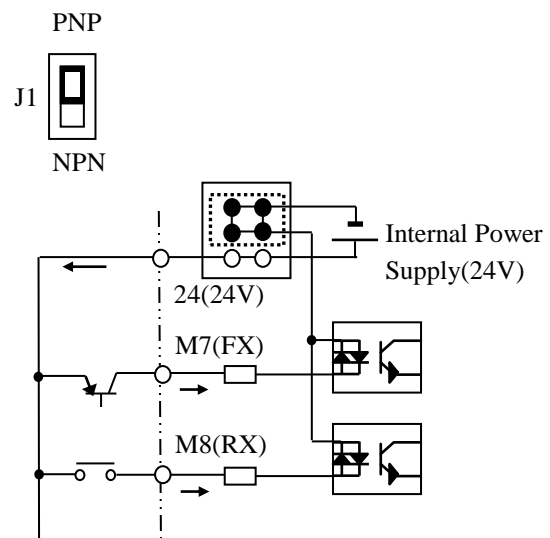 PNP
J1
NPN
Internal Power
Supply(24V)
24(24V)
M7(FX)
M8(RX)